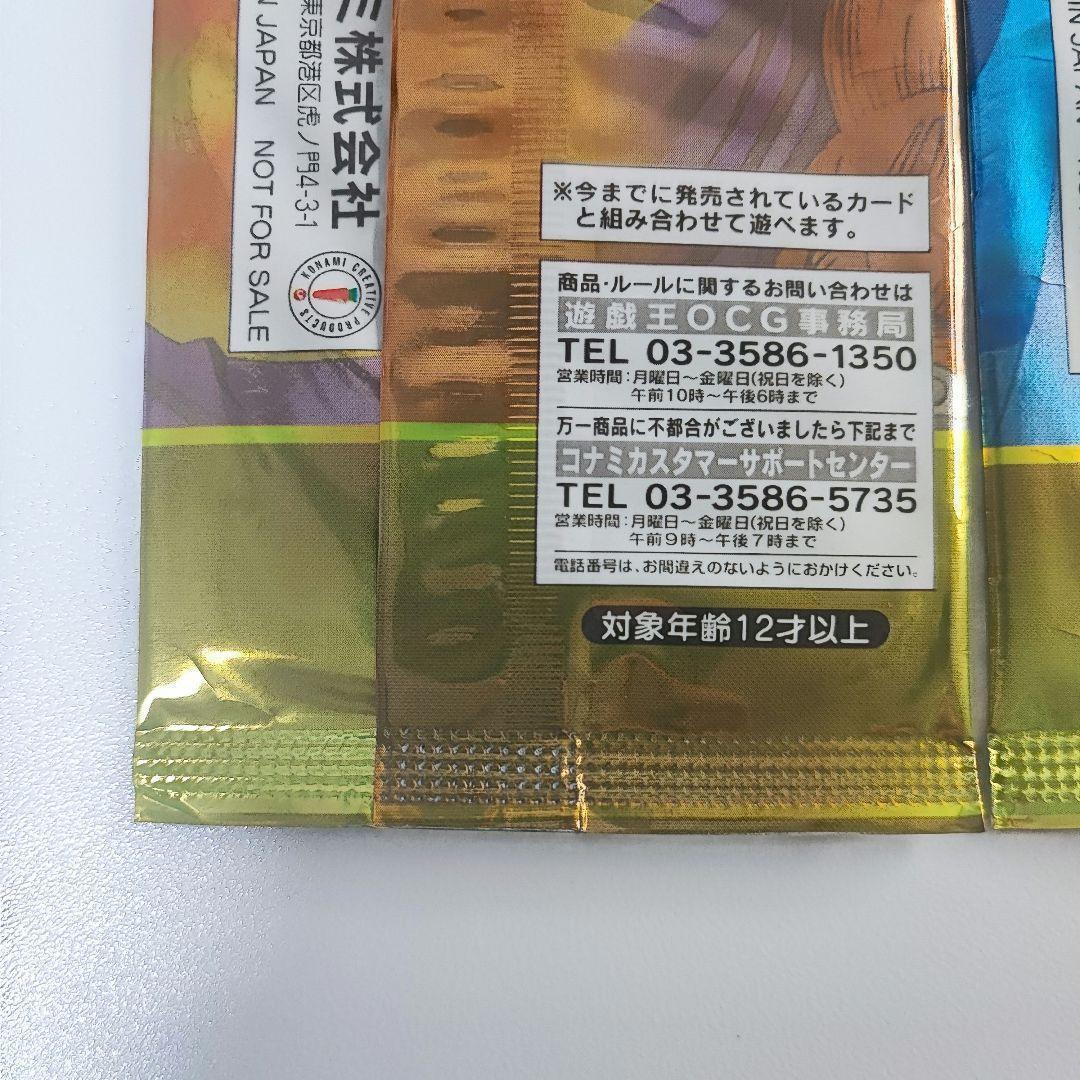 ミ株式会社
東京都港区虎ノ門4-3-1
N JAPAN NOT FOR SALE
KONAMI CREATIVE PRODUCTS
※今までに発売されているカード
と組み合わせて遊べます。
商品・ルールに関するお問い合わせは
遊戯王OCG事務局
TEL 03-3586-1350
営業時間:月曜日〜金曜日(祝日を除く)
午前10時〜午後6時まで
万一商品に不都合がございましたら下記まで
コナミカスタマーサポートセンター
TEL 03-3586-5735
営業時間:月曜日〜金曜日(祝日を除く)
午前9時〜午後7時まで
電話番号は、お間違えのないようにおかけください。
対象年齢12才以上